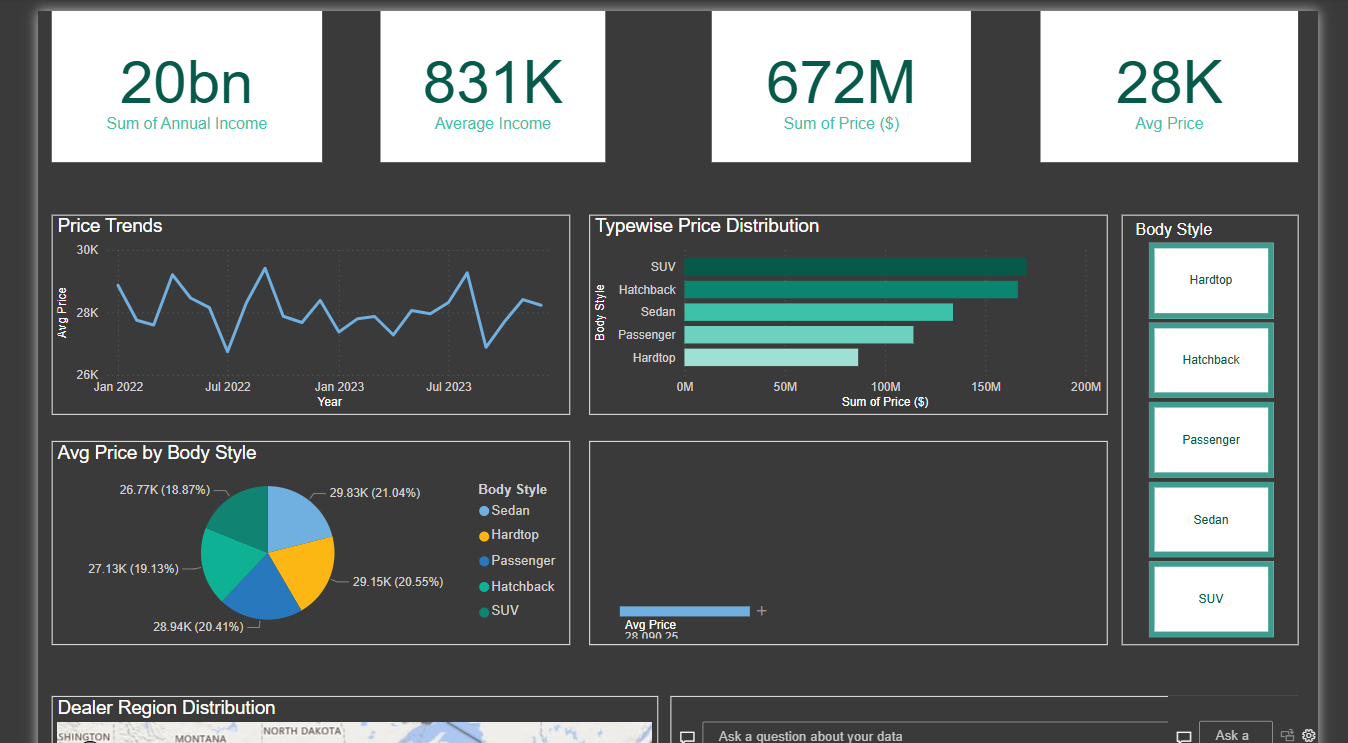 20bn
Sum of Annual Income
831K
Average Income
672M
Sum of Price ($)
28K
Avg Price
Price Trends
30K
28K
26K
Avg Price
Jan 2022
Jul 2022
Jan 2023
Jul 2023
Year
Typewise Price Distribution
Body Style
SUV
Hatchback
Sedan
Passenger
Hardtop
0M
50M
100M
150M
200M
Sum of Price ($)
Body Style
Hardtop
Hatchback
Passenger
Sedan
SUV
Avg Price by Body Style
26.77K (18.87%)
29.83K (21.04%)
27.13K (19.13%)
29.15K (20.55%)
28.94K (20.41%)
Body Style
Sedan
Hardtop
Passenger
Hatchback
SUV
Avg Price
28,090.25
Dealer Region Distribution
SHINGTON
MONTANA
NORTH DAKOTA
Ask a question about your data
Ask a